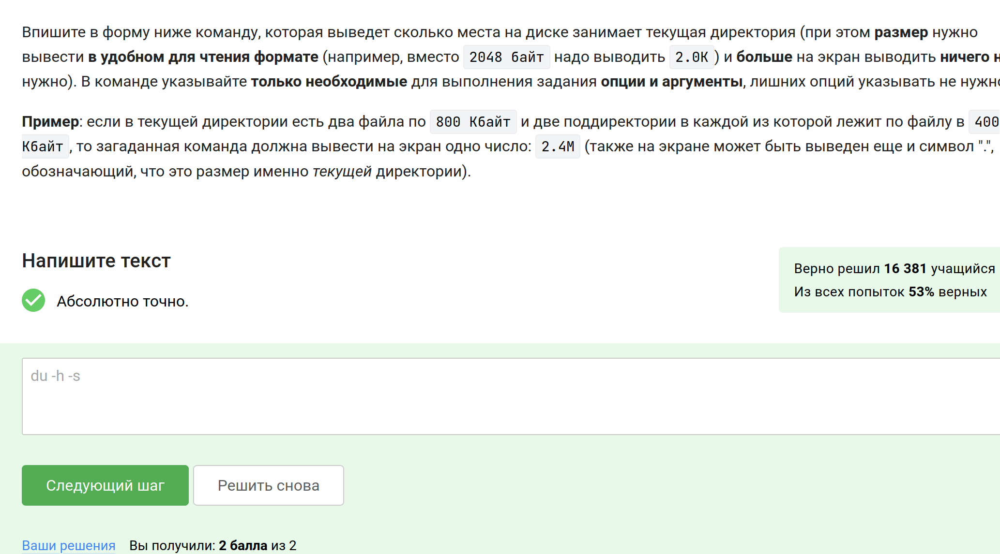 Впишите в форму ниже команду, которая выведет сколько места на диске занимает текущая директория (при этом размер нужно
вывести в удобном для чтения формате (например, вместо 2048 байт надо выводить 2.0K) и больше на экран выводить ничего
нужно). В команде указывайте только необходимые для выполнения задания опции и аргументы, лишних опций указывать не
Пример: если в текущей директории есть два файла по 800 Кбайт и две поддиректории в каждой из которой лежит по файлу в 400
Кбайт, то загаданная команда должна вывести на экран одно число: 2.4M (также на экране может быть выведен еще и символ ".",
обозначающий, что это размер именно текущей директории).
Напишите текст
Верно решил 16 381 учащийся
Из всех попыток 53% верных
Абсолютно точно.
du -h -s
Следующий шаг Решить снова
Ваши решения Вы получили: 2 балла из 2